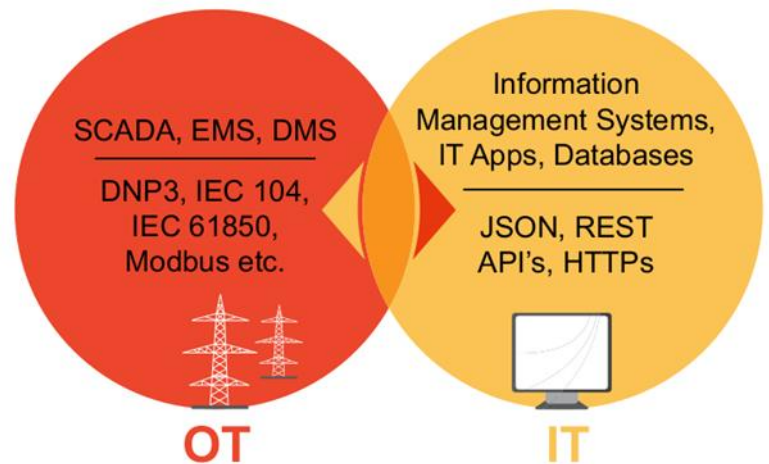 SCADA, EMS, DMS
DNP3, IEC 104,
IEC 61850,
Modbus etc.
OT
Information
Management Systems,
IT Apps, Databases
JSON, REST
API's, HTTPs
IT